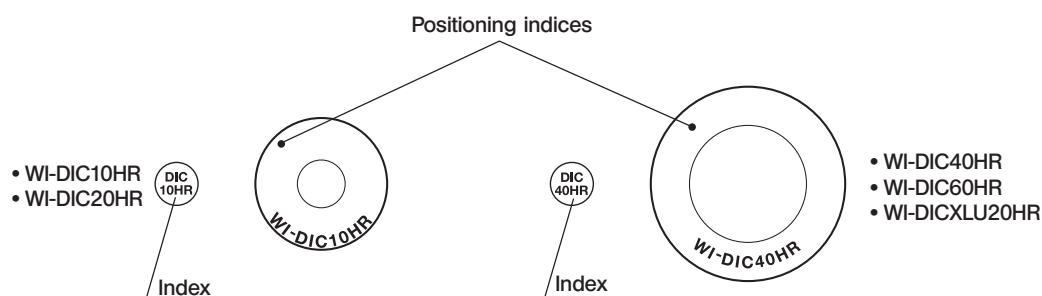 Positioning indices
• WI-DIC10HR
• WI-DIC20HR
DIC
10HR
WI-DIC10HR
Index
DIC
40HR
WI-DIC40HR
Index
• WI-DIC40HR
• WI-DIC60HR
• WI-DICXLU20HR